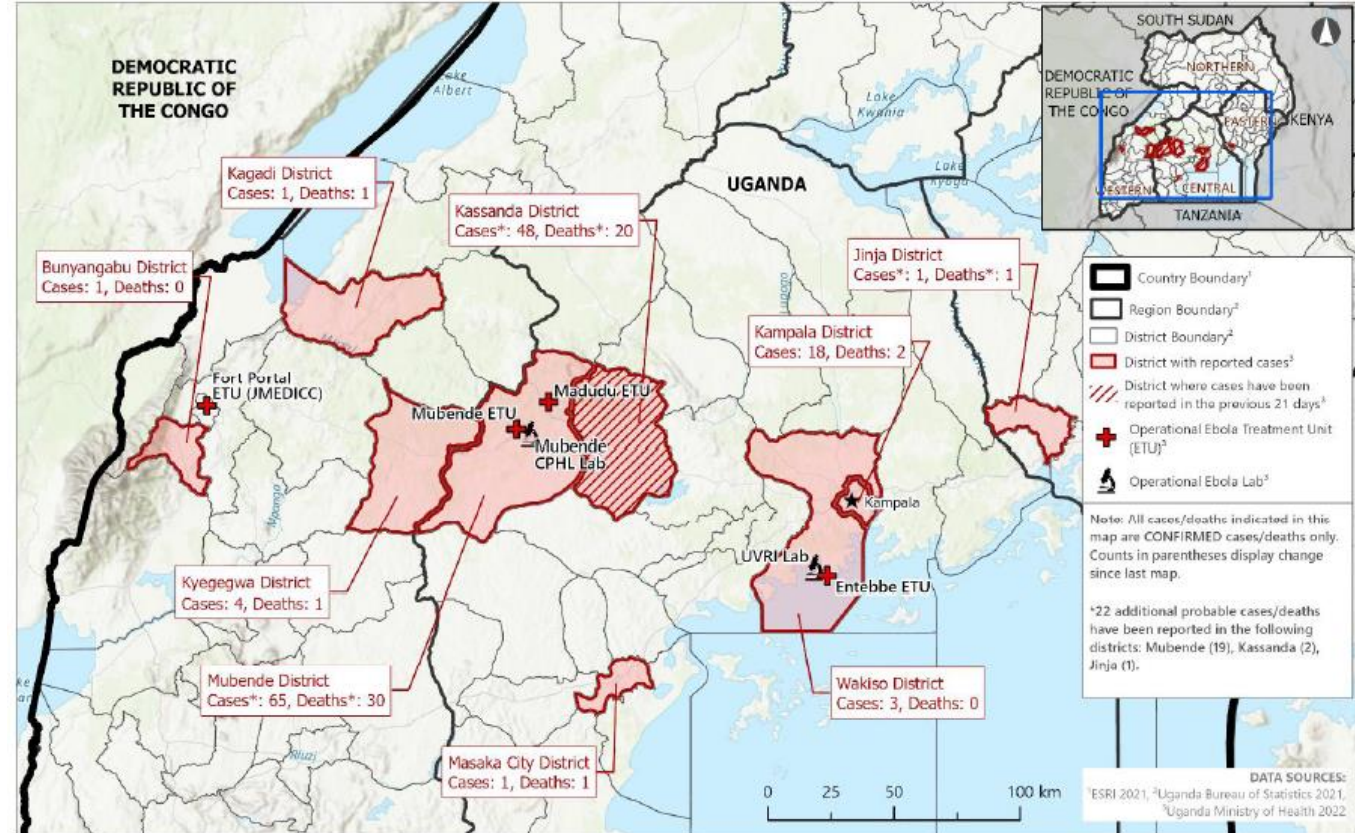 DEMOCRATIC
REPUBLIC OF
THE CONGO
Lake
Albert
Lake
Kwania
Lake
Kyoga
UGANDA
Kagadi District
Cases: 1, Deaths: 1
Kassanda District
Cases*: 48, Deaths*: 20
Bunyangabu District
Cases: 1, Deaths: 0
Jinja District
Cases*: 1, Deaths*: 1
Kampala District
Cases: 18, Deaths: 2
Fort Portal
ETU (JMEDICC)
Mubende ETU
Madudu ETU
Mubende
CPHL Lab
Kampala
UVRI Lab
Entebbe ETU
Mpanga
Kyegegwa District
Cases: 4, Deaths: 1
Mubende District
Cases*: 65, Deaths*: 30
Wakiso District
Cases: 3, Deaths: 0
Masaka City District
Cases: 1, Deaths: 1
0 25 50 100 km
SOUTH SUDAN
NORTHERN
DEMOCRATIC
REPUBLIC OF
THE CONGO
EASTERN
KENYA
WESTERN
CENTRAL
TANZANIA
Country Boundary¹
Region Boundary²
District Boundary²
District with reported cases³
District where cases have been
reported in the previous 21 days³
Operational Ebola Treatment Unit
(ETU)³
Operational Ebola Lab³
Note: All cases/deaths indicated in this
map are CONFIRMED cases/deaths only.
Counts in parentheses display change
since last map.
*22 additional probable cases/deaths
have been reported in the following
districts: Mubende (19), Kassanda (2),
Jinja (1).
DATA SOURCES:
¹ESRI 2021, ²Uganda Bureau of Statistics 2021,
³Uganda Ministry of Health 2022